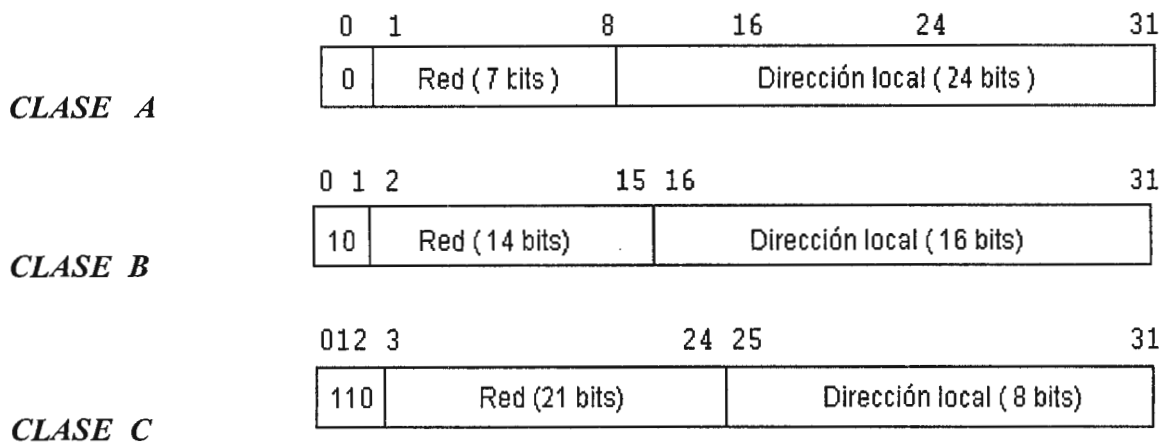 0 1 8 16 24 31
0 Red ( 7 bits ) Dirección local ( 24 bits )
CLASE A
0 1 2 15 16 31
10 Red ( 14 bits) Dirección local ( 16 bits)
CLASE B
012 3 24 25 31
110 Red (21 bits) Dirección local ( 8 bits)
CLASE C